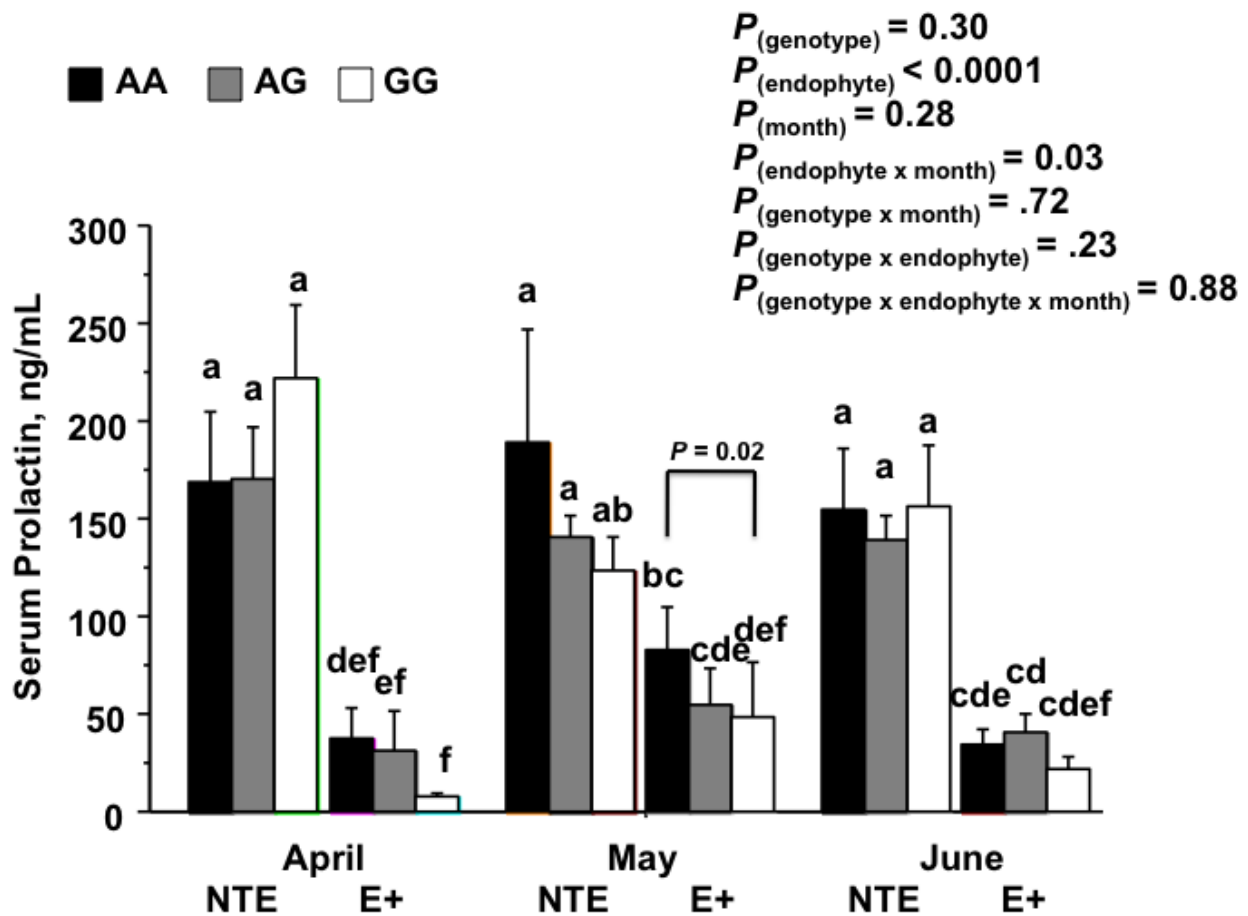 P(genotype) = 0.30
P(endophyte) < 0.0001
P(month) = 0.28
P(endophyte x month) = 0.03
P(genotype x month) = .72
P(genotype x endophyte) = .23
P(genotype x endophyte x month) = 0.88
AA AG GG
Serum Prolactin, ng/mL
300
250
200
150
100
50
0
a a a
def ef f
a a ab
P = 0.02
bc cde def
a a a
cde cd cdef
April May June
NTE E+ NTE E+ NTE E+